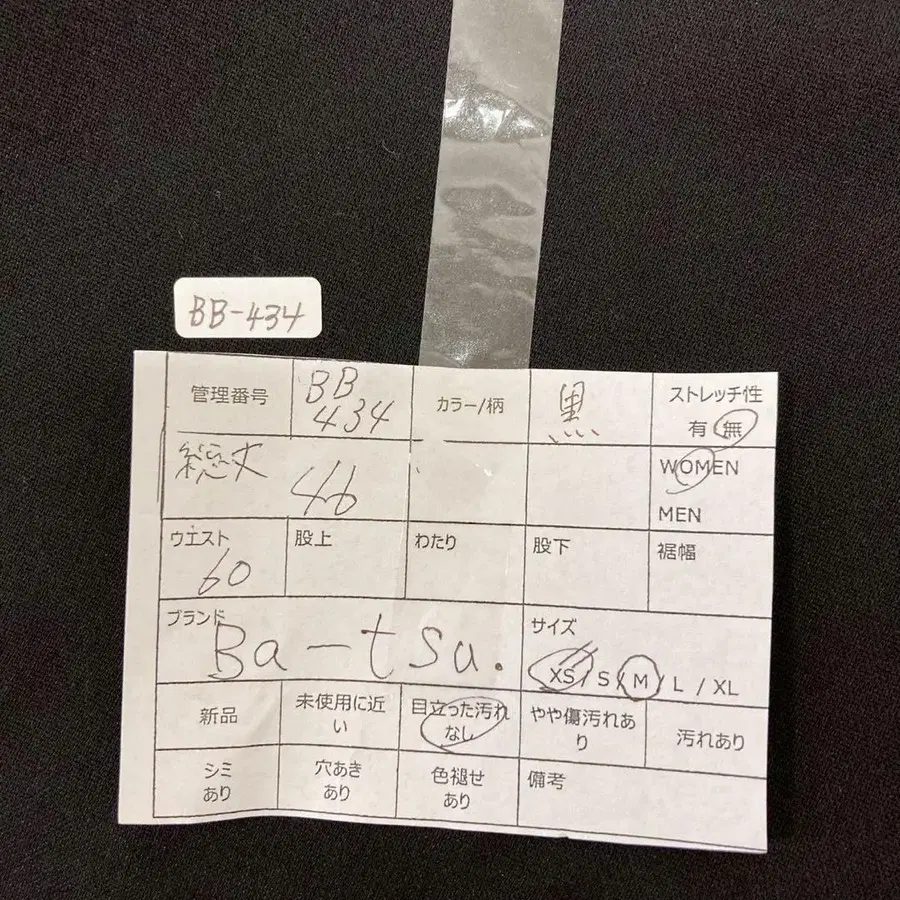 BB-434
管理番号
BB
434
カラー/柄
黒
ストレッチ性
有 無
総丈
46
WOMEN
MEN
ウエスト
60
股上
わたり
股下
裾幅
ブランド
Ba-tsu.
サイズ
XS/S/M/L/XL
新品
未使用に近
い
目立った汚れ
なし
やや傷汚れあ
り
汚れあり
シミ
あり
穴あき
あり
色褪せ
あり
備考